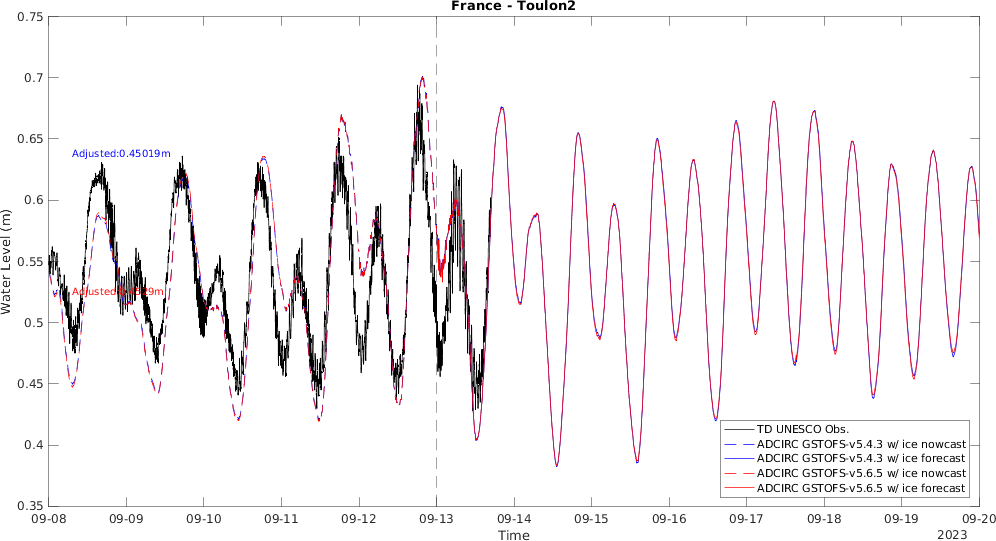 France - Toulon2
0.75
0.7
0.65
0.6
0.55
0.5
0.45
0.4
0.35
Water Level (m)
Adjusted:0.45019m
TD UNESCO Obs.
ADCIRC GSTOFS-v5.4.3 w/ ice nowcast
ADCIRC GSTOFS-v5.4.3 w/ ice forecast
ADCIRC GSTOFS-v5.6.5 w/ ice nowcast
ADCIRC GSTOFS-v5.6.5 w/ ice forecast
09-08 09-09 09-10 09-11 09-12 09-13 09-14 09-15 09-16 09-17 09-18 09-19 09-20
Time
2023